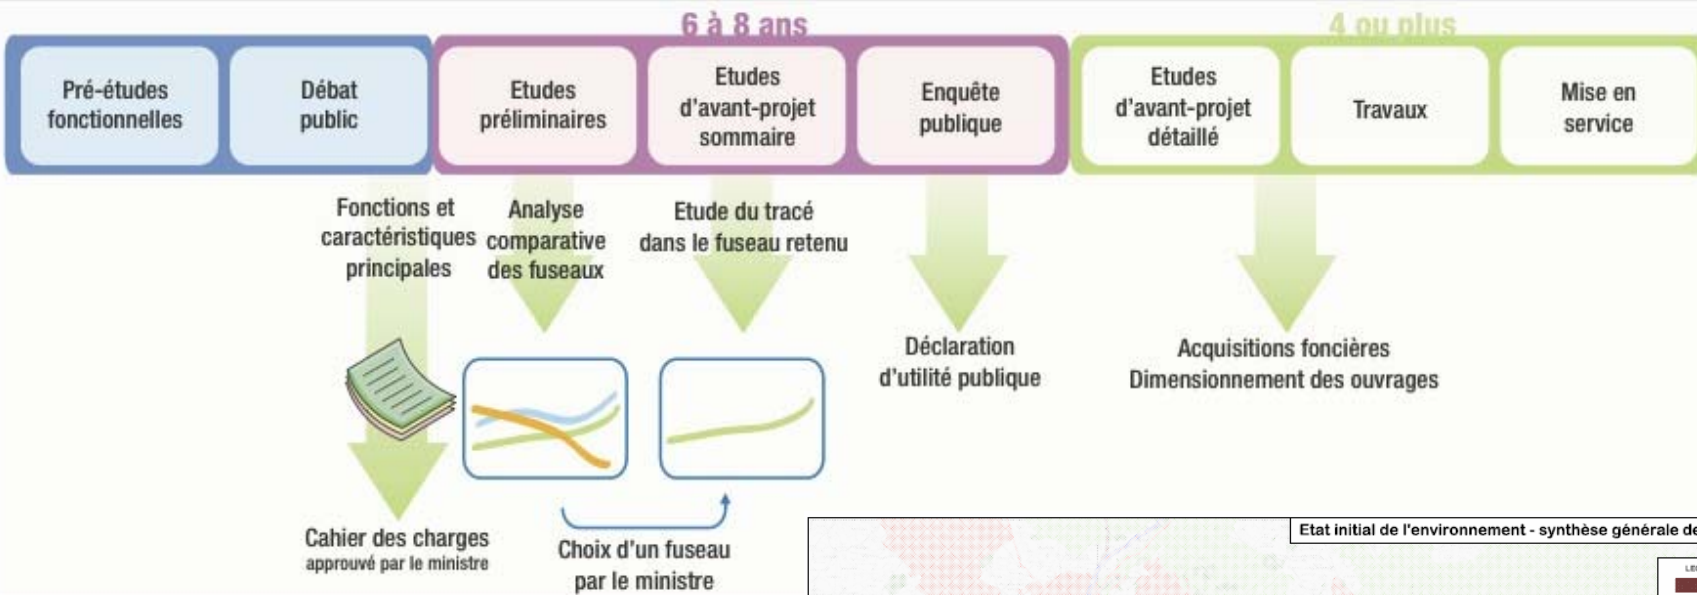 6 à 8 ans
4 ou plus
Pré-études
fonctionnelles
Débat
public
Etudes
préliminaires
Etudes
d'avant-projet
sommaire
Enquête
publique
Etudes
d'avant-projet
détaillé
Travaux
Mise en
service
Fonctions et
caractéristiques
principales
Analyse
comparative
des fuseaux
Etude du tracé
dans le fuseau retenu
Déclaration
d'utilité publique
Acquisitions foncières
Dimensionnement des ouvrages
Cahier des charges
approuvé par le ministre
Choix d'un fuseau
par le ministre
Etat initial de l'environnement - synthèse générale de